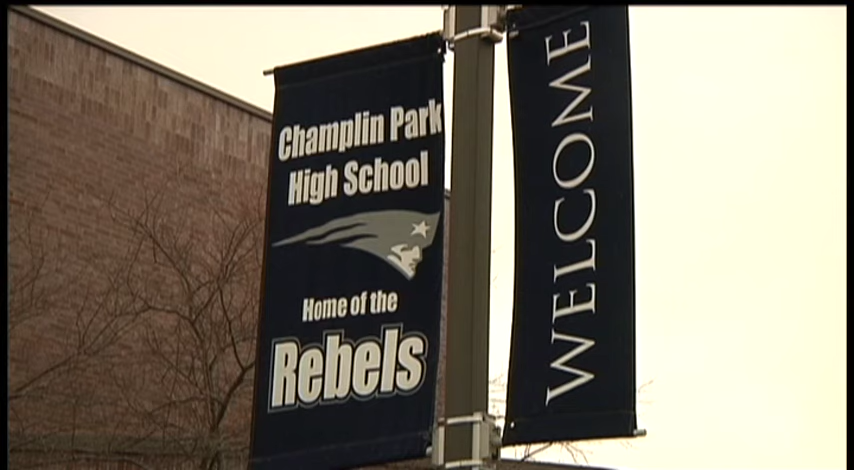 Champlin Park
High School
Home of the
Rebels
WELCOME